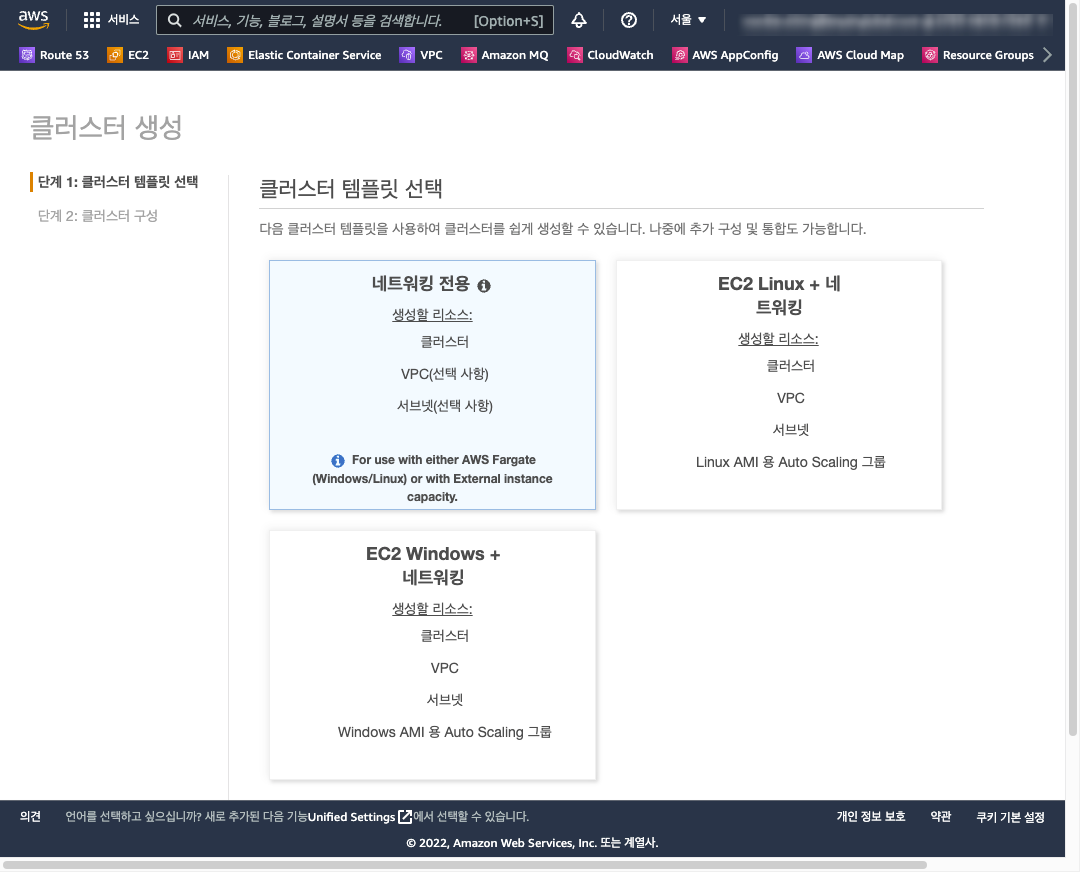 aws
서비스
서비스, 기능, 블로그, 설명서 등을 검색합니다.
[Option+S]
서울
Route 53
EC2
IAM
Elastic Container Service
VPC
Amazon MQ
CloudWatch
AWS AppConfig
AWS Cloud Map
Resource Groups
클러스터 생성
단계 1: 클러스터 템플릿 선택
단계 2: 클러스터 구성
클러스터 템플릿 선택
다음 클러스터 템플릿을 사용하여 클러스터를 쉽게 생성할 수 있습니다. 나중에 추가 구성 및 통합도 가능합니다.
네트워킹 전용
생성할 리소스:
클러스터
VPC(선택 사항)
서브넷(선택 사항)
For use with either AWS Fargate
(Windows/Linux) or with External instance
capacity.
EC2 Linux + 네
트워킹
생성할 리소스:
클러스터
VPC
서브넷
Linux AMI 용 Auto Scaling 그룹
EC2 Windows +
네트워킹
생성할 리소스:
클러스터
VPC
서브넷
Windows AMI 용 Auto Scaling 그룹
의견
언어를 선택하고 싶으십니까? 새로 추가된 다음 기능Unified Settings에서 선택할 수 있습니다.
개인 정보 보호
약관
쿠키 기본 설정
© 2022, Amazon Web Services, Inc. 또는 계열사.